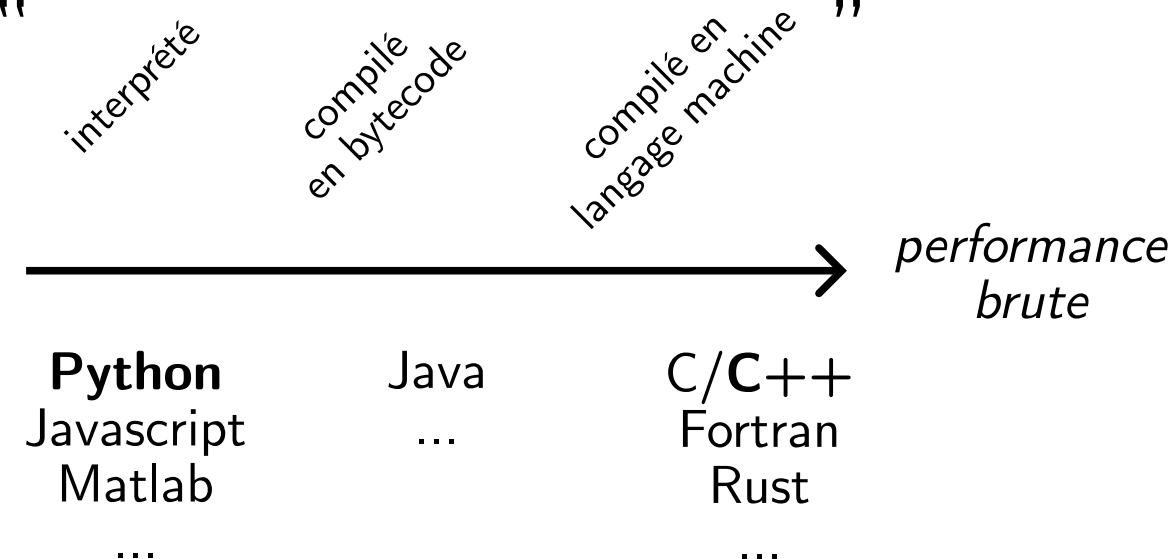 “ ”
interprété
compilé
en bytecode
compilé en
langage machine
performance
brute
Python
Javascript
Matlab
...
Java
...
C/C++
Fortran
Rust
...